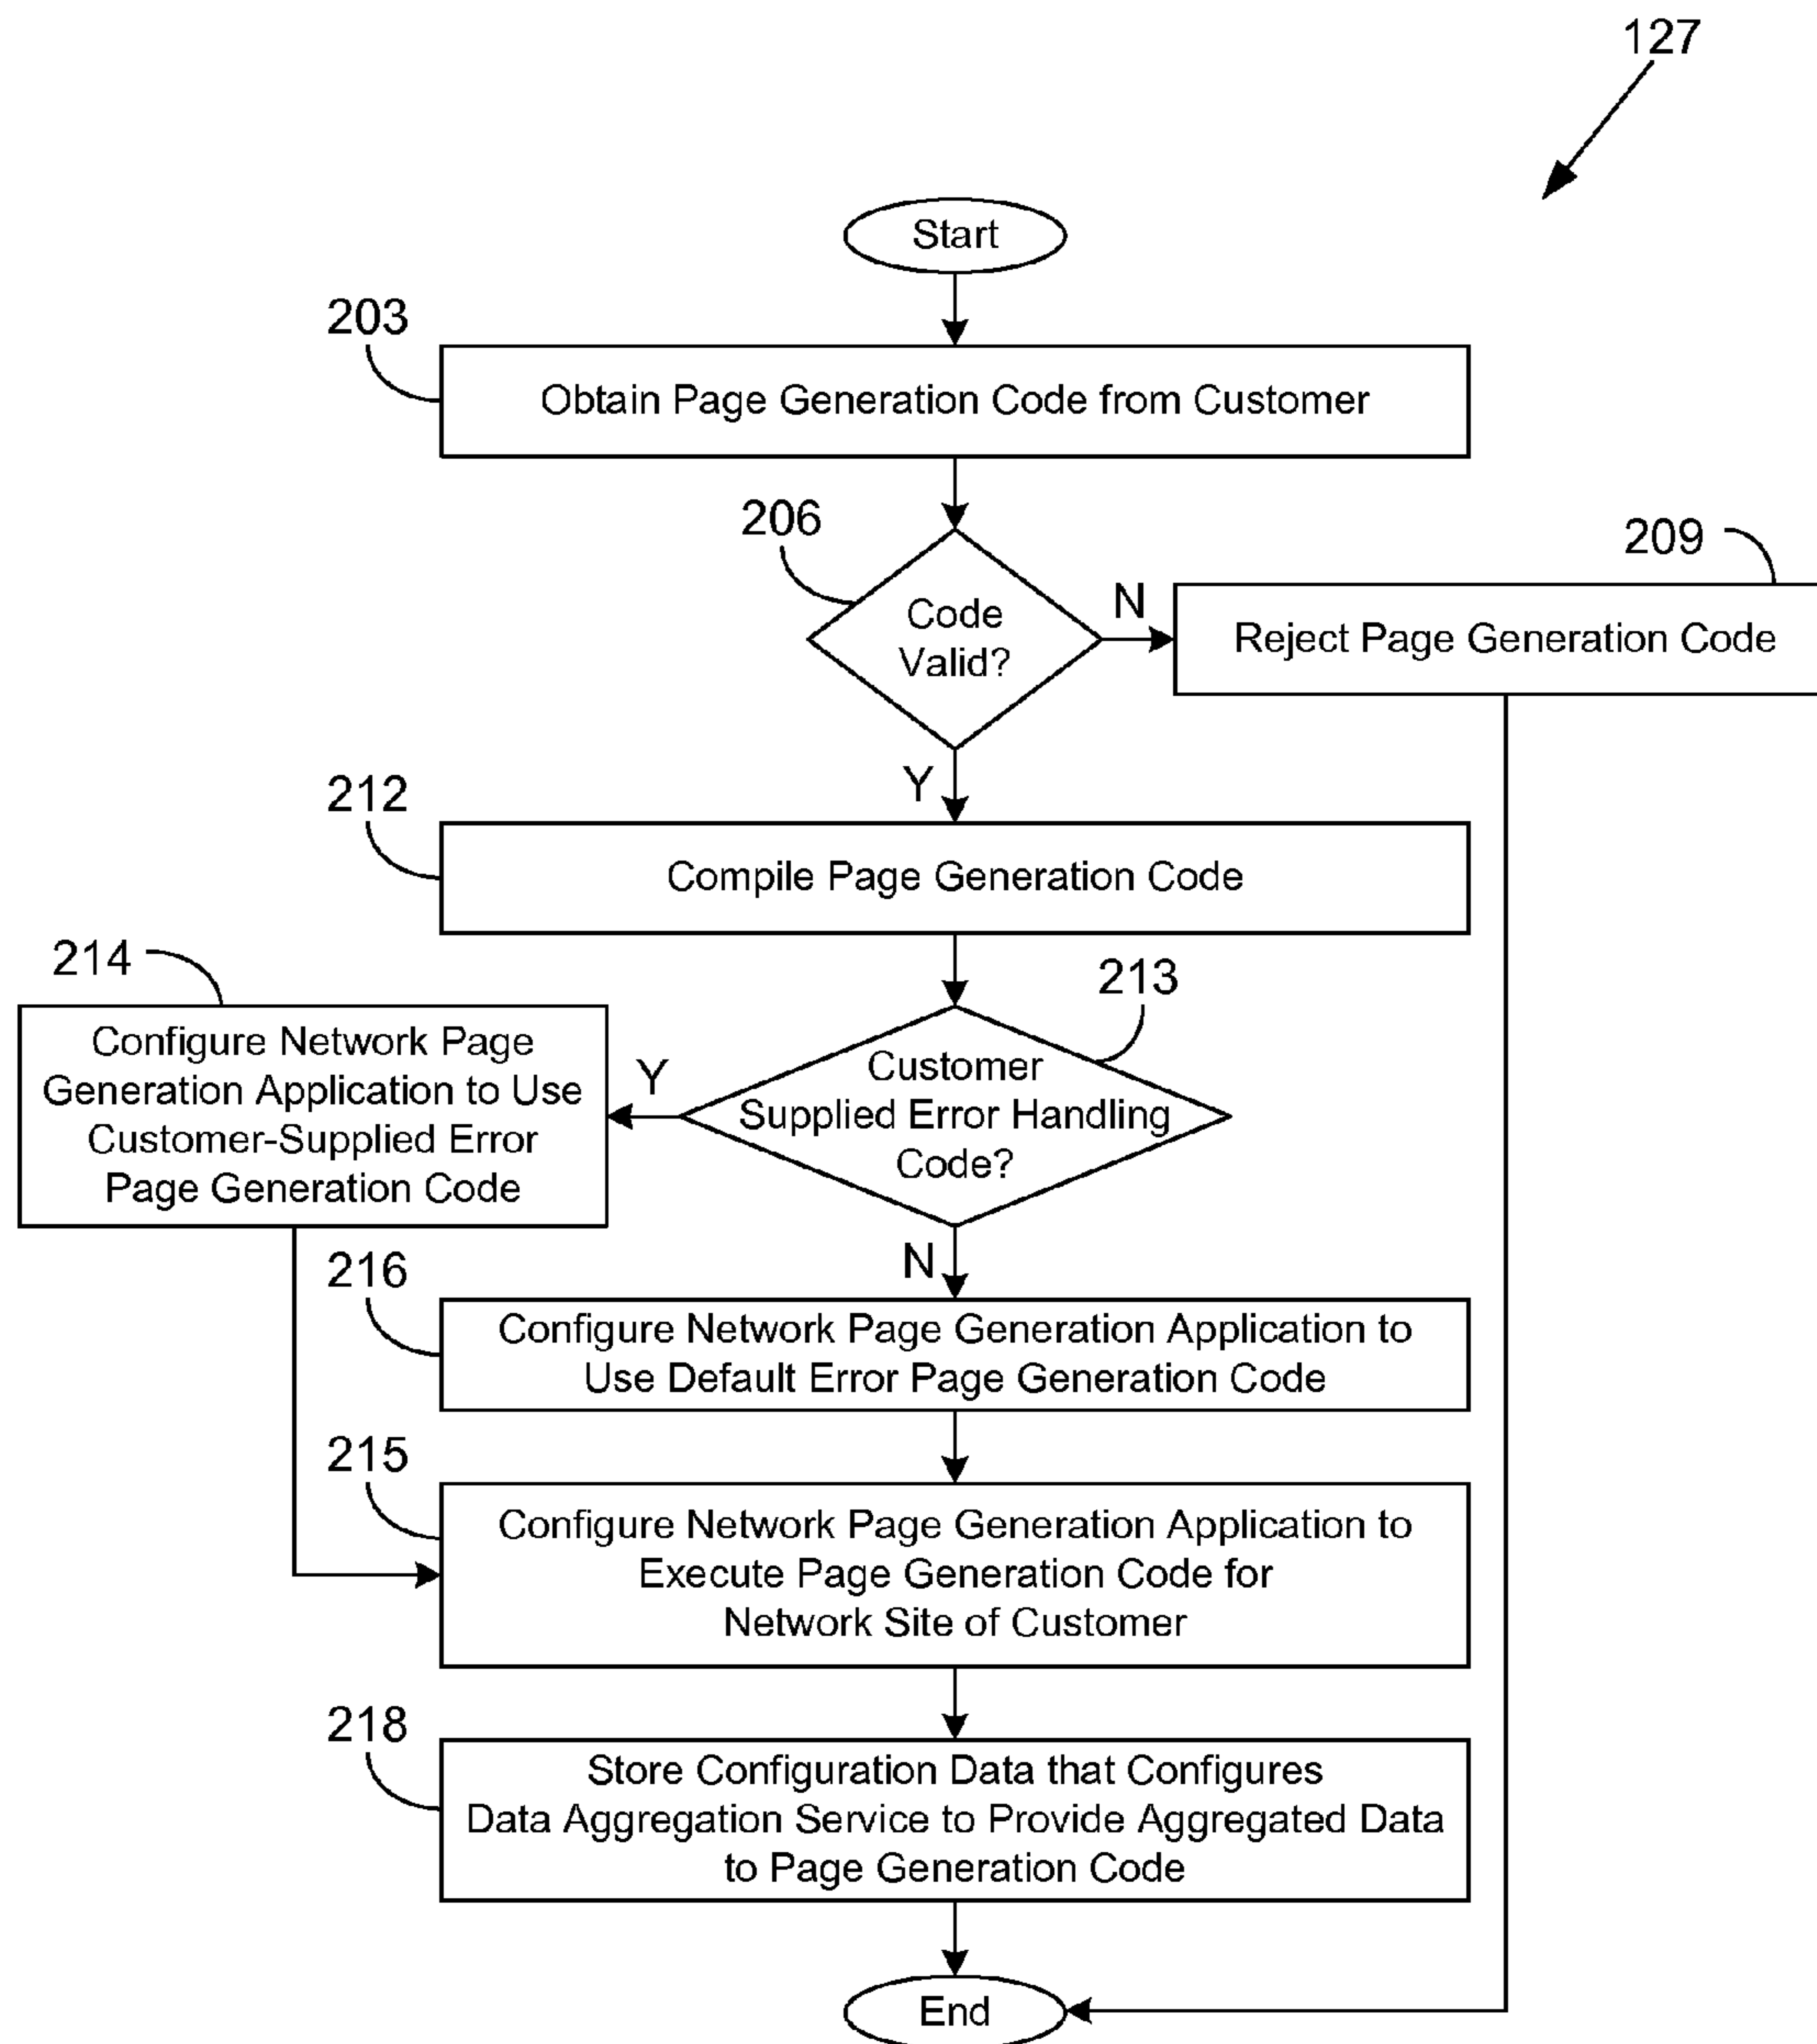 127
Start
203
Obtain Page Generation Code from Customer
206
Code
Valid?
N
209
Reject Page Generation Code
Y
212
Compile Page Generation Code
214
Configure Network Page
Generation Application to Use
Customer-Supplied Error
Page Generation Code
Y
213
Customer
Supplied Error Handling
Code?
N
216
Configure Network Page Generation Application to
Use Default Error Page Generation Code
215
Configure Network Page Generation Application to
Execute Page Generation Code for
Network Site of Customer
218
Store Configuration Data that Configures
Data Aggregation Service to Provide Aggregated Data
to Page Generation Code
End